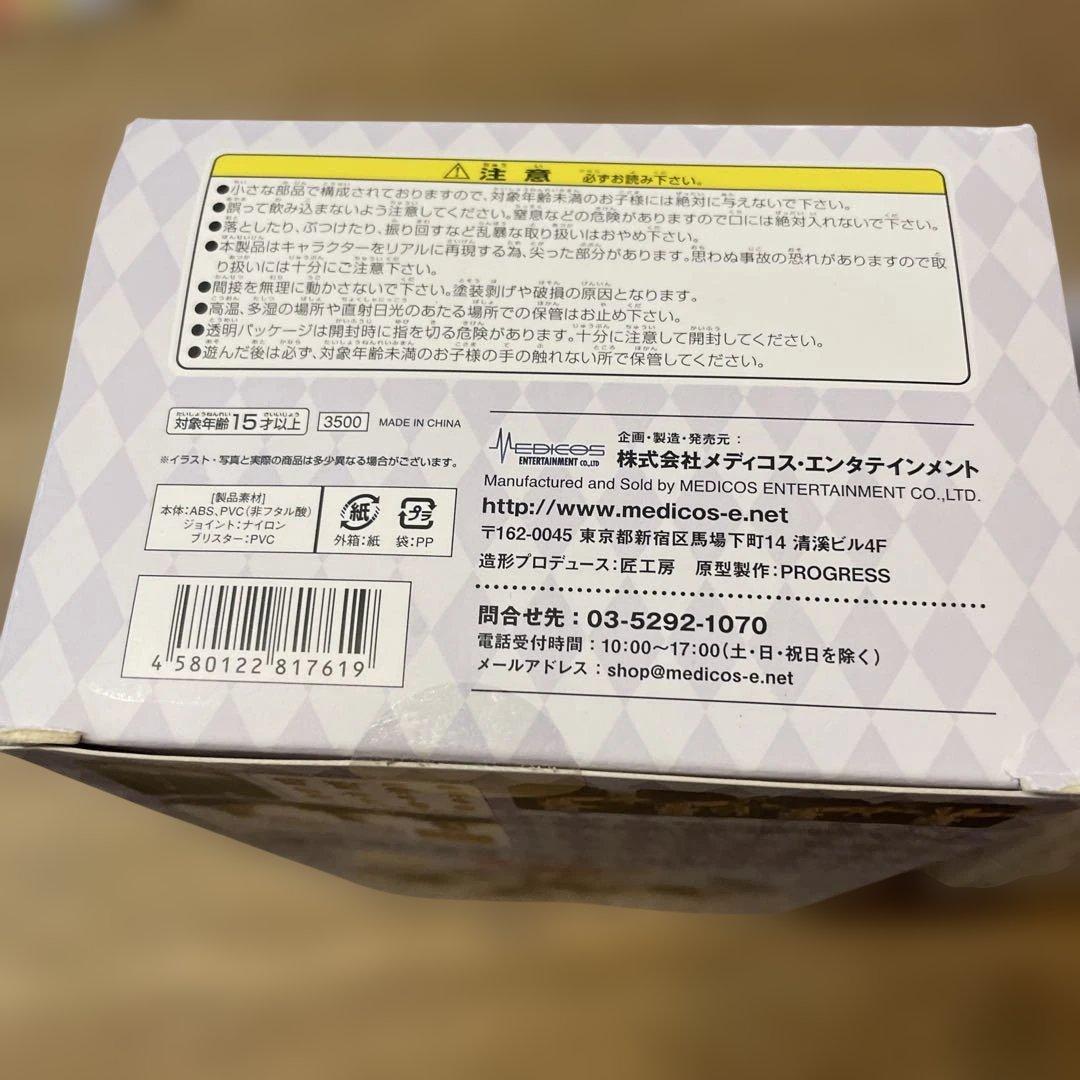 ⚠ 注意 必ずお読み下さい。
●小さな部品で構成されておりますので、対象年齢未満のお子様には絶対に与えないで下さい。
●誤って飲み込まないよう注意してください。窒息などの危険がありますので口には絶対入れないで下さい。
●落としたり、ぶつけたり、振り回すなど乱暴な取り扱いはおやめ下さい。
●本製品はキャラクターをリアルに再現する為、尖った部分があります。思わぬ事故の恐れがありますので取
り扱いには十分にご注意下さい。
●間接を無理に動かさないで下さい。塗装剥げや破損の原因となります。
●高温、多湿の場所や直射日光のあたる場所での保管はお止め下さい。
●透明パッケージは開封時に指を切る危険があります。十分に注意して開封してください。
●遊んだ後は必ず、対象年齢未満のお子様の手の触れない所で保管してください。
対象年齢15才以上 3500 MADE IN CHINA
※イラスト・写真と実際の商品は多少異なる場合がございます。
[製品素材]
本体:ABS、PVC(非フタル酸)
ジョイント:ナイロン
ブリスター:PVC
紙 プラ
外箱:紙 袋:PP
4 580122 817619
MEDICOS
ENTERTAINMENT CO.,LTD
企画・製造・発売元:
株式会社メディコス・エンタテインメント
Manufactured and Sold by MEDICOS ENTERTAINMENT CO.,LTD.
http://www.medicos-e.net
〒162-0045 東京都新宿区馬場下町14 清溪ビル4F
造形プロデュース:匠工房 原型製作:PROGRESS
問合せ先:03-5292-1070
電話受付時間:10:00〜17:00(土・日・祝日を除く)
メールアドレス:shop@medicos-e.net